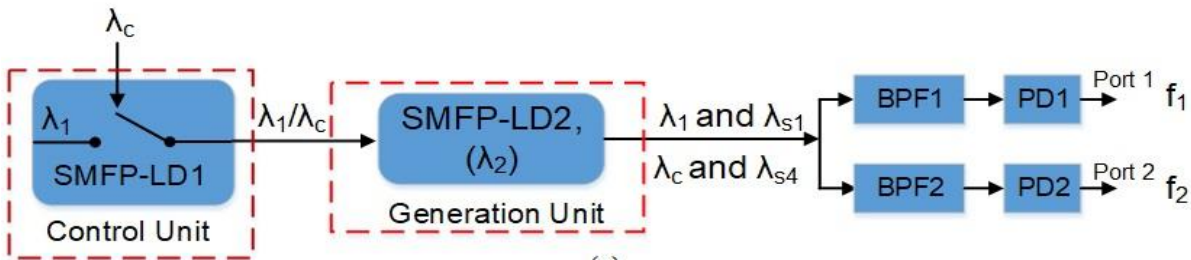 λc
λ1
SMFP-LD1
Control Unit
λ1/λc
SMFP-LD2,
(λ2)
Generation Unit
λ1 and λs1
λc and λs4
BPF1
PD1
Port 1
f1
BPF2
PD2
Port 2
f2